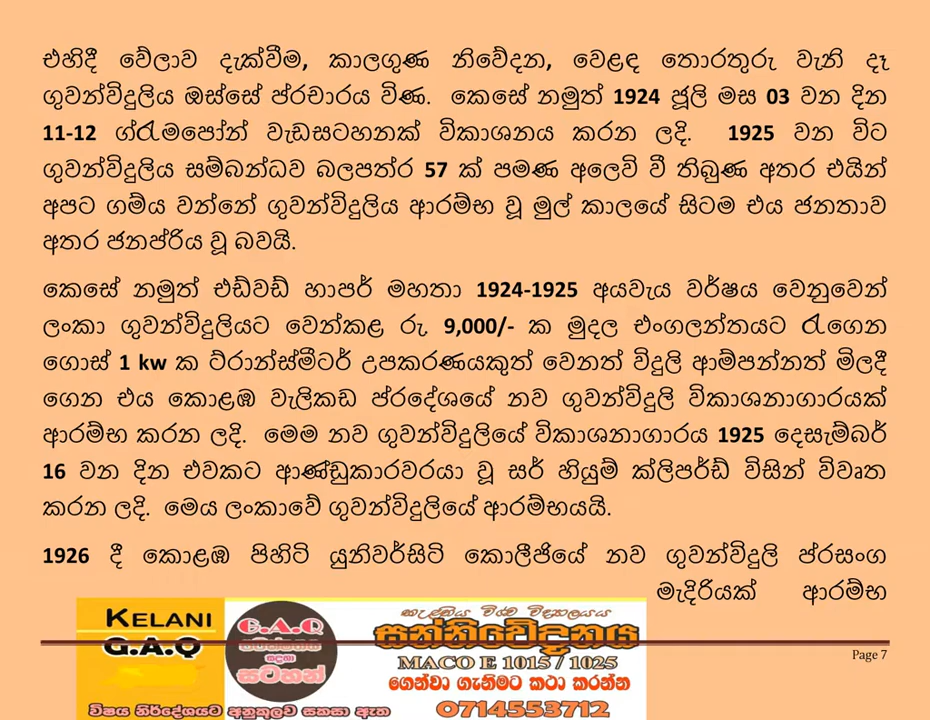 එහිදී වේලාව දැක්වීම, කාලගුණ නිවේදන, වෙළඳ තොරතුරු වැනි දෑ
ගුවන්විදුලිය ඔස්සේ ප්රචාරය විණ. කෙසේ නමුත් 1924 ජූලි මස 03 වන දින
11-12 ග්රැමපෝන් වැඩසටහනක් විකාශනය කරන ලදි. 1925 වන විට
ගුවන්විදුලිය සම්බන්ධව බලපත්ර 57 ක් පමණ අලෙවි වී තිබුණ අතර එයින්
අපට ගම්ය වන්නේ ගුවන්විදුලිය ආරම්භ වූ මුල් කාලයේ සිටම එය ජනතාව
අතර ජනප්රිය වූ බවයි.
කෙසේ නමුත් එඩ්වඩ් හාපර් මහතා 1924-1925 අයවැය වර්ෂය වෙනුවෙන්
ලංකා ගුවන්විදුලියට වෙන්කළ රු 9,000/- ක මුදල එංගලන්තයට රැගෙන
ගොස් 1 kw ක ට්රාන්ස්මීටර් උපකරණයකුත් වෙනත් විදුලි ආම්පන්නත් මිලදී
ගෙන එය කොළඹ වැලිකඩ ප්රදේශයේ නව ගුවන්විදුලි විකාශනාගාරයක්
ආරම්භ කරන ලදි. මෙම නව ගුවන්විදුලියේ විකාශනාගාරය 1925 දෙසැම්බර්
16 වන දින එවකට ආණ්ඩුකාරවරයා වූ සර් හියුම් ක්ලිපර්ඩ් විසින් විවෘත
කරන ලදි. මෙය ලංකාවේ ගුවන්විදුලියේ ආරම්භයයි.
1926 දී කොළඹ පිහිටි යුනිවර්සිටි කොලීජියේ නව ගුවන්විදුලි ප්රසංග
මැදිරියක් ආරම්භ
KELANI
G.A.Q
විෂය නිර්දේශයට අනුකූලව සකසා ඇත
G.A.Q
සටහන්
කැළණිය විශ්ව විද්‍යාලයය
සන්නිවේදනය
MACO E 1015 / 1025
ගෙන්වා ගැනීමට කථා කරන්න
0714553712
Page 7